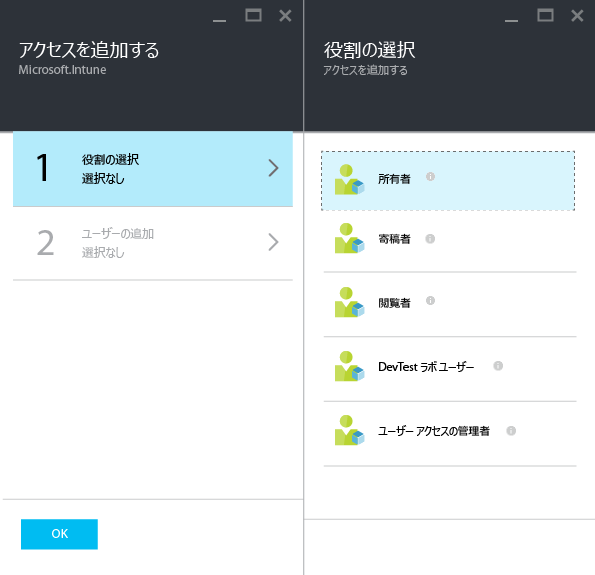 アクセスを追加する
Microsoft.Intune
1
役割の選択
選択なし
2
ユーザーの追加
選択なし
OK
役割の選択
アクセスを追加する
所有者
寄稿者
閲覧者
DevTest ラボ ユーザー
ユーザー アクセスの管理者